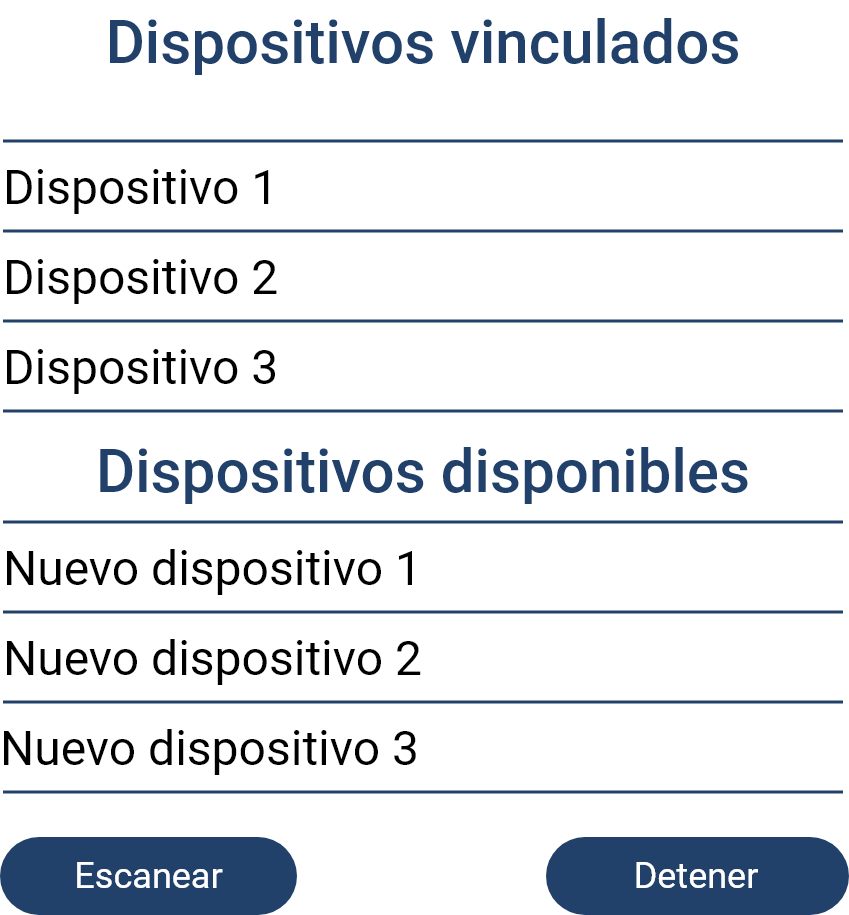 Dispositivos vinculados
Dispositivo 1
Dispositivo 2
Dispositivo 3
Dispositivos disponibles
Nuevo dispositivo 1
Nuevo dispositivo 2
Nuevo dispositivo 3
Escanear
Detener